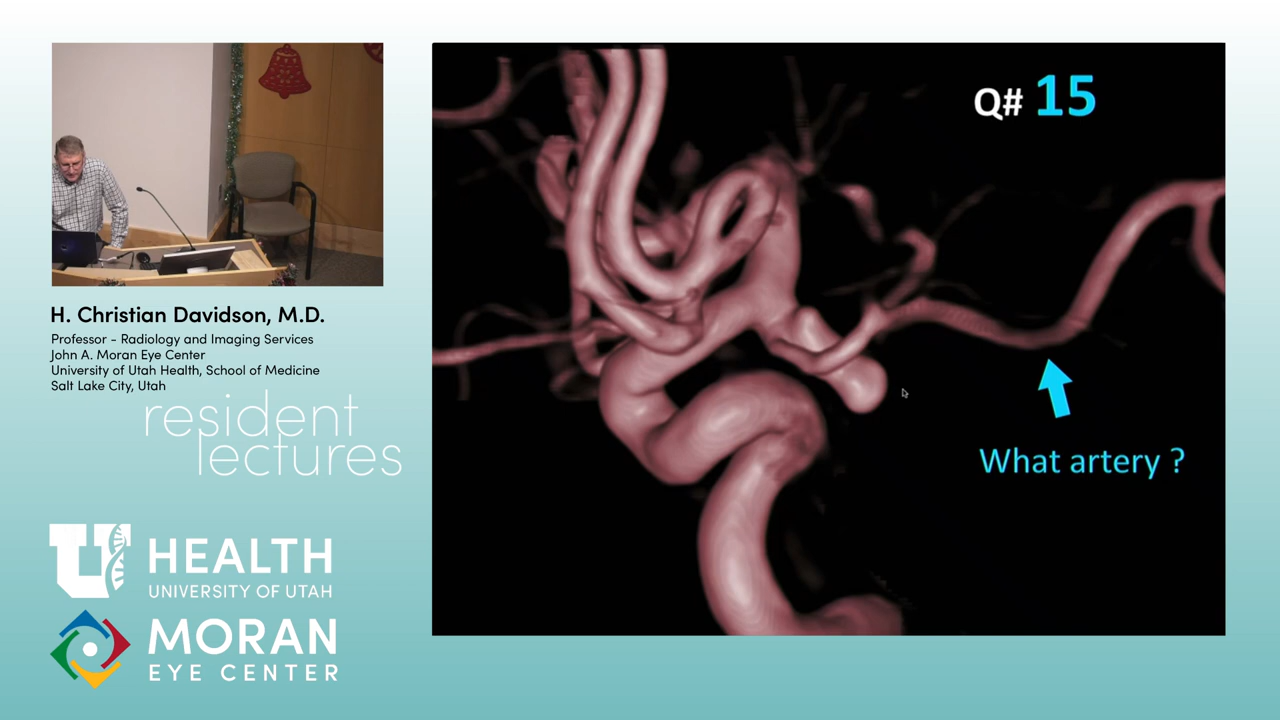 Q# 15
What artery ?
H. Christian Davidson, M.D.
Professor - Radiology and Imaging Services
John A. Moran Eye Center
University of Utah Health, School of Medicine
Salt Lake City, Utah
resident
lectures
U HEALTH
UNIVERSITY OF UTAH
MORAN
EYE CENTER